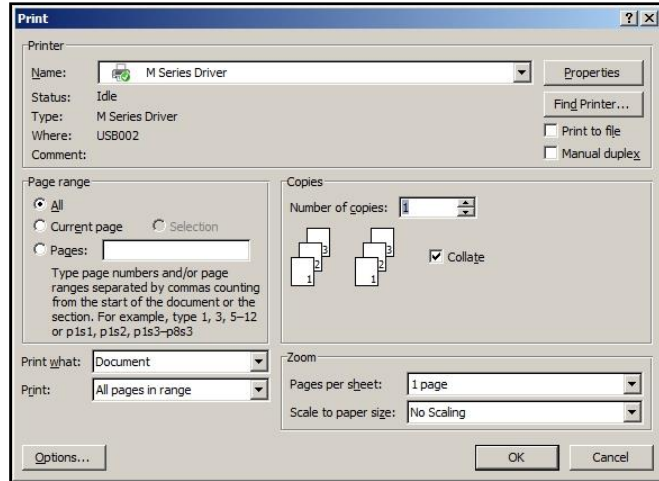 Print
Printer
Name: M Series Driver Properties
Status: Idle
Type: M Series Driver Find Printer...
Where: USB002 Print to file
Comment: Manual duplex
Page range
All
Current page Selection
Pages:
Type page numbers and/or page
ranges separated by commas counting
from the start of the document or the
section. For example, type 1, 3, 5–12
or p1s1, p1s2, p1s3–p8s3
Copies
Number of copies: 1
3 3
2 2
1 1
Collate
Print what: Document
Print: All pages in range
Zoom
Pages per sheet: 1 page
Scale to paper size: No Scaling
Options... OK Cancel